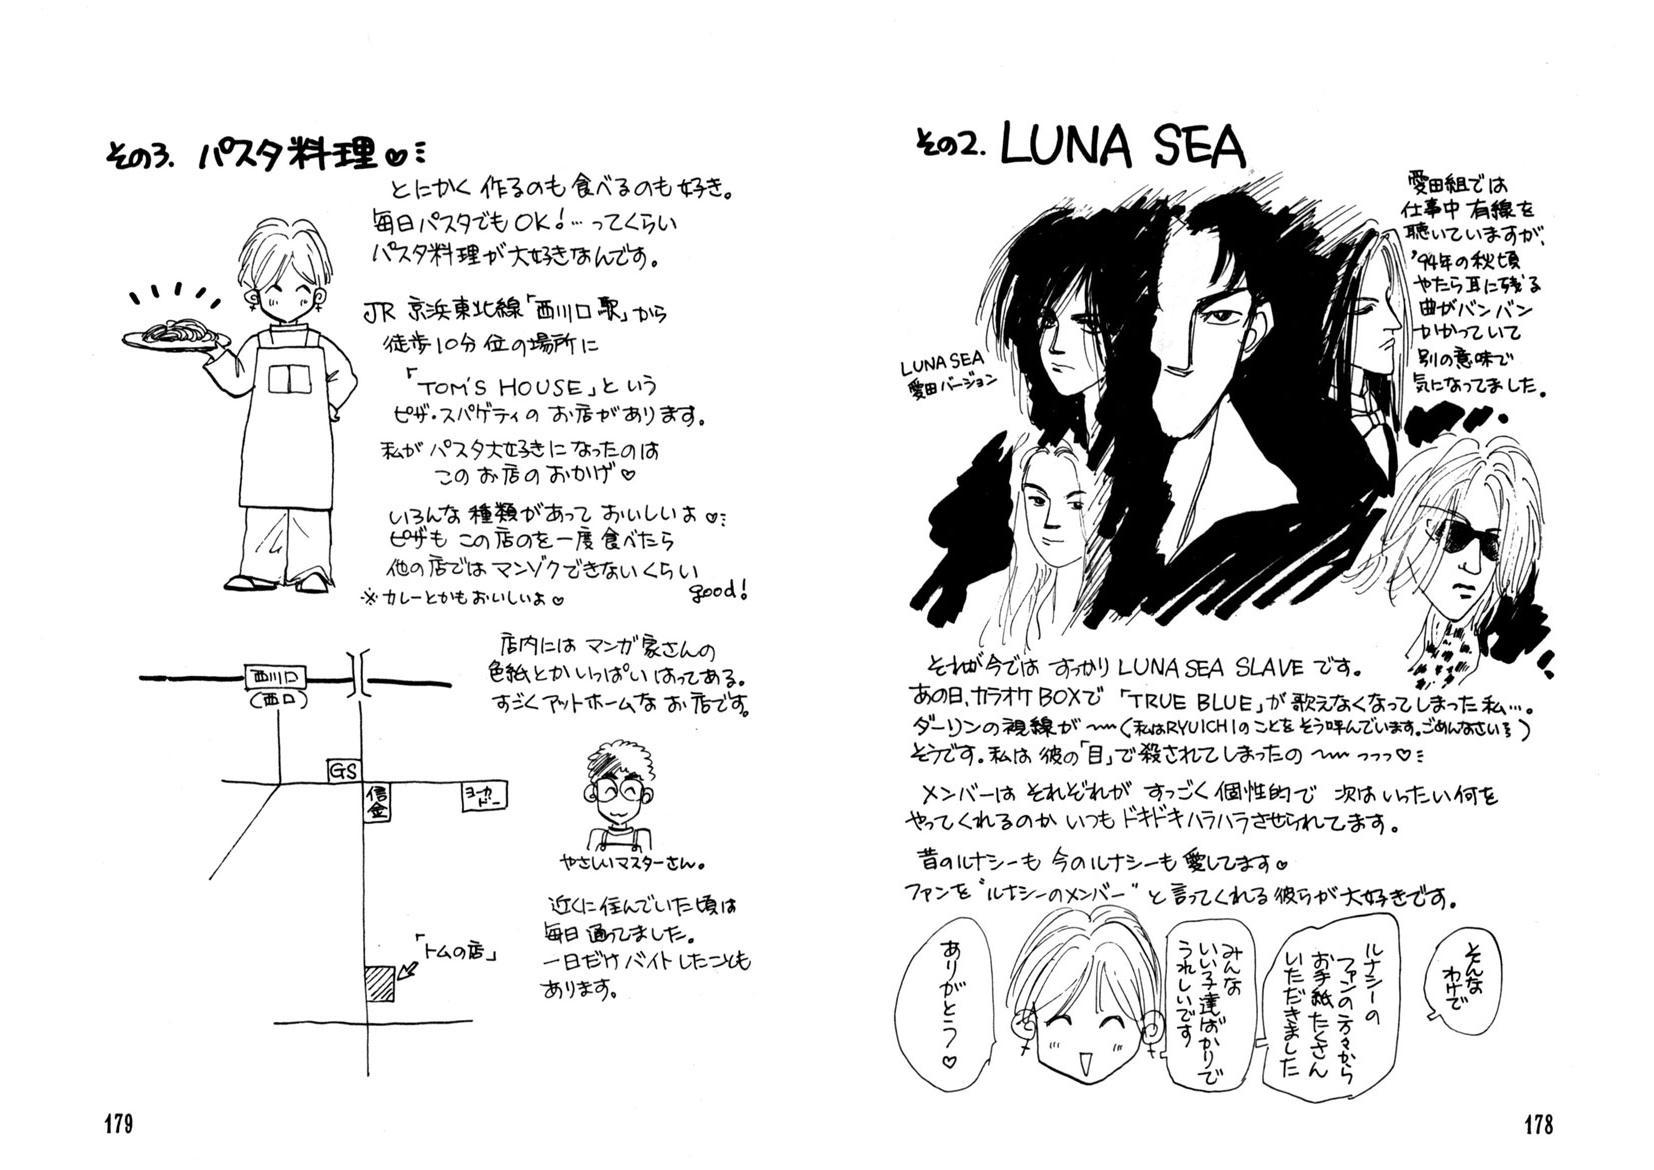 その2. LUNA SEA
愛田組では
仕事中 有線を
聴いていますが、
'94年の秋頃
やたら耳に残る
曲がバンバン
かかっていて
別の意味で
気になってました。
LUNA SEA
愛田バージョン
それが今では すっかり LUNA SEA SLAVE です。
あの日、カラオケBOXで 「TRUE BLUE」が 歌えなくなってしまった 私…。
ダーリンの視線が〜〜(私はRYUICHIのことをそう呼んでいます。ごめんなさいっ)
そうです。私は 彼の「目」で殺されてしまったの 〜〜 っっっ♡
メンバーは それぞれが すっごく 個性的で 次は いったい何を
やってくれるのか いつも ドキドキハラハラさせられてます。
昔のルナシーも 今のルナシーも 愛してます♡
ファンを "ルナシーのメンバー" と言ってくれる 彼らが 大好きです。
そんな
わけで
ルナシーの
ファンの方々から
お手紙たくさん
いただきました
みんな
いい子達ばかりで
うれしいです
ありがとう♡
178
その3. パスタ料理♡
とにかく 作るのも 食べるのも 好き。
毎日パスタでも OK!…ってくらい
パスタ料理が大好きなんです。
JR 京浜東北線「西川口駅」から
徒歩10分位の場所に
「TOM'S HOUSE」という
ピザ・スパゲティの お店があります。
私が パスタ大好きに なったのは
この お店の おかげ♡
いろんな 種類があって おいしいよ♡
ピザも この店のを一度 食べたら
他の店では マンゾクできないくらい
good!
※カレーとかもおいしいよ♡
店内には マンガ家さんの
色紙とか いっぱい はってある。
すごくアットホームな お店です。
西川口
(西口)
GS
信金
ヨーカドー
やさしいマスターさん。
近くに住んでいた頃は
毎日 通ってました。
一日だけ バイトしたことも
あります。
「トムの店」
179